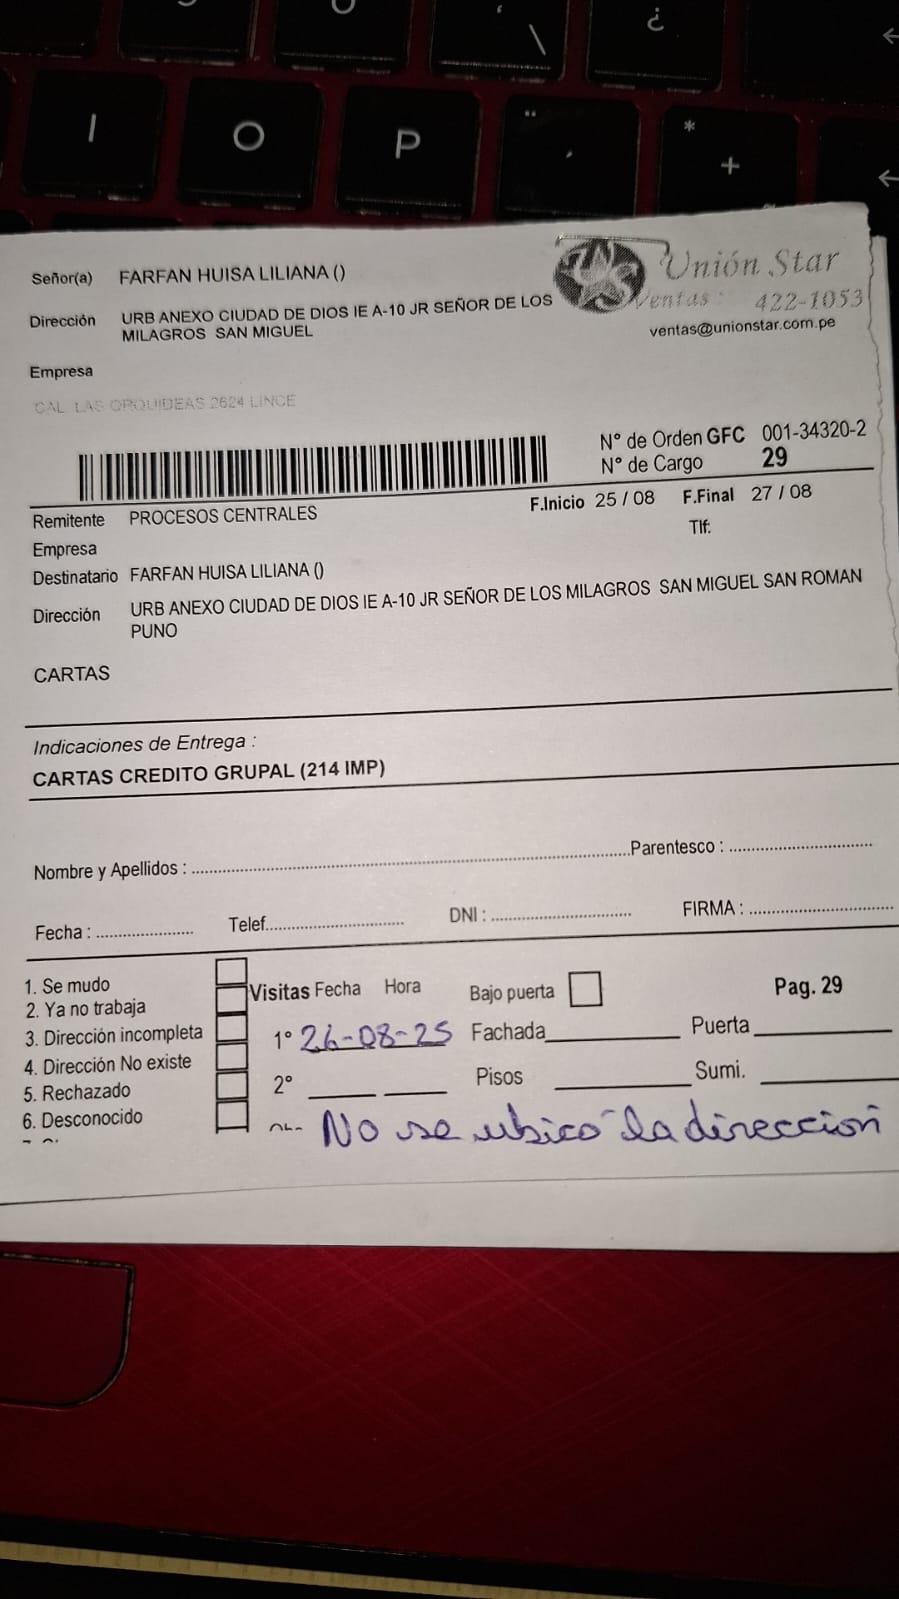 I O P * +
Señor(a) FARFAN HUISA LILIANA ()
Dirección URB ANEXO CIUDAD DE DIOS IE A-10 JR SEÑOR DE LOS
MILAGROS SAN MIGUEL
Empresa
CAL LAS ORQUIDEAS 2624 LINCE
Unión Star
Ventas: 422-1053
ventas@unionstar.com.pe
N° de Orden GFC 001-34320-2
N° de Cargo 29
F.Inicio 25 / 08 F.Final 27 / 08
Tlf:
Remitente PROCESOS CENTRALES
Empresa
Destinatario FARFAN HUISA LILIANA ()
Dirección URB ANEXO CIUDAD DE DIOS IE A-10 JR SEÑOR DE LOS MILAGROS SAN MIGUEL SAN ROMAN
PUNO
CARTAS
Indicaciones de Entrega :
CARTAS CREDITO GRUPAL (214 IMP)
Nombre y Apellidos : Parentesco :
Fecha : Telef. DNI : FIRMA :
1. Se mudo
2. Ya no trabaja
3. Dirección incompleta
4. Dirección No existe
5. Rechazado
6. Desconocido
Visitas Fecha Hora Bajo puerta Pag. 29
1° 26-08-25 Fachada Puerta
2° Pisos Sumi.
No se ubico la dirección